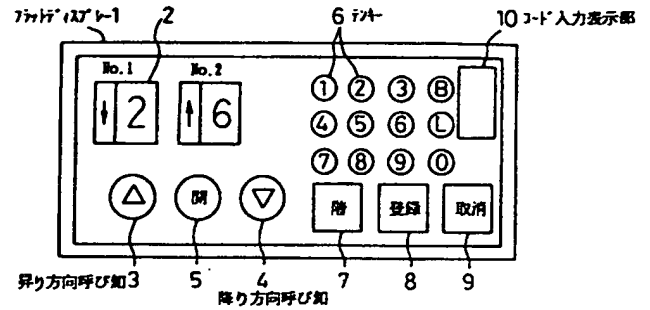 フラットディスプレー1
2
6 テンキー
10 コード入力表示部
No.1
No.2
↓ 2
↑ 6
1 2 3 B
4 5 6 L
7 8 9 0
△ 開 ▽
階 登録 取消
昇り方向呼び釦3
5
4
降り方向呼び釦
7
8
9